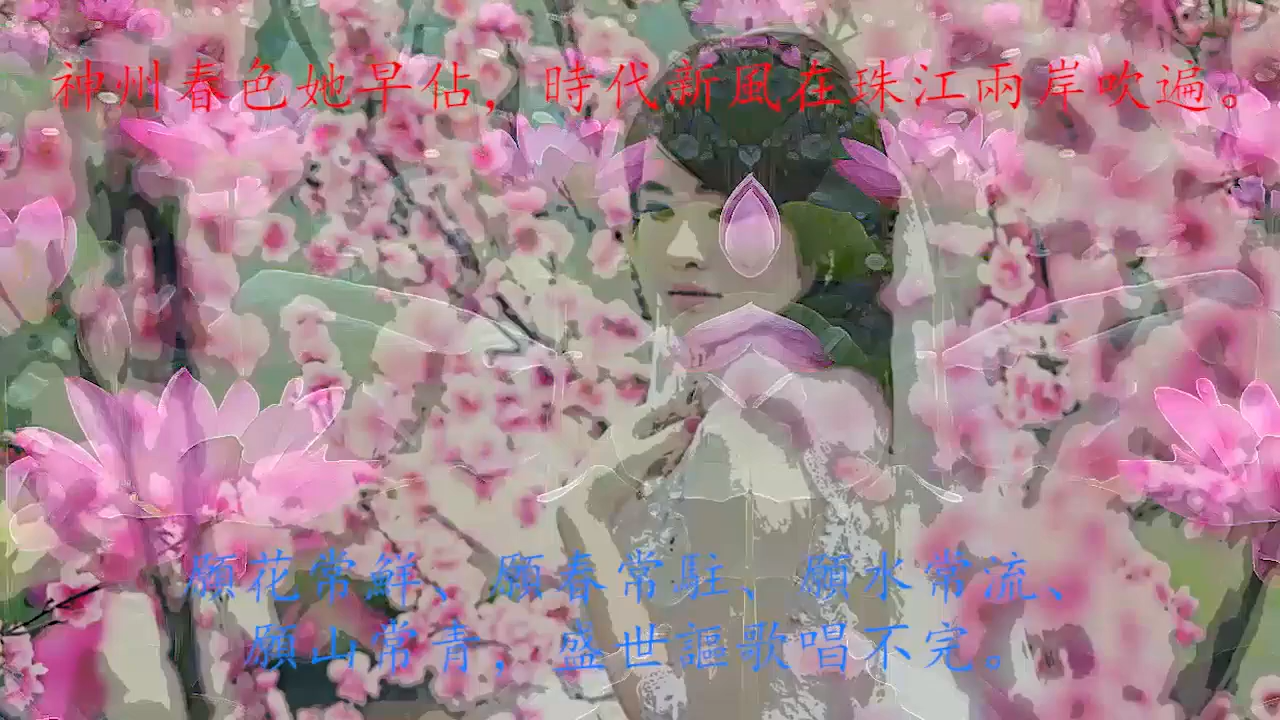 神州春色她早佔，時代新風在珠江兩岸吹遍。
願花常鮮、願春常駐、願水常流、
願山常青，盛世謳歌唱不完。